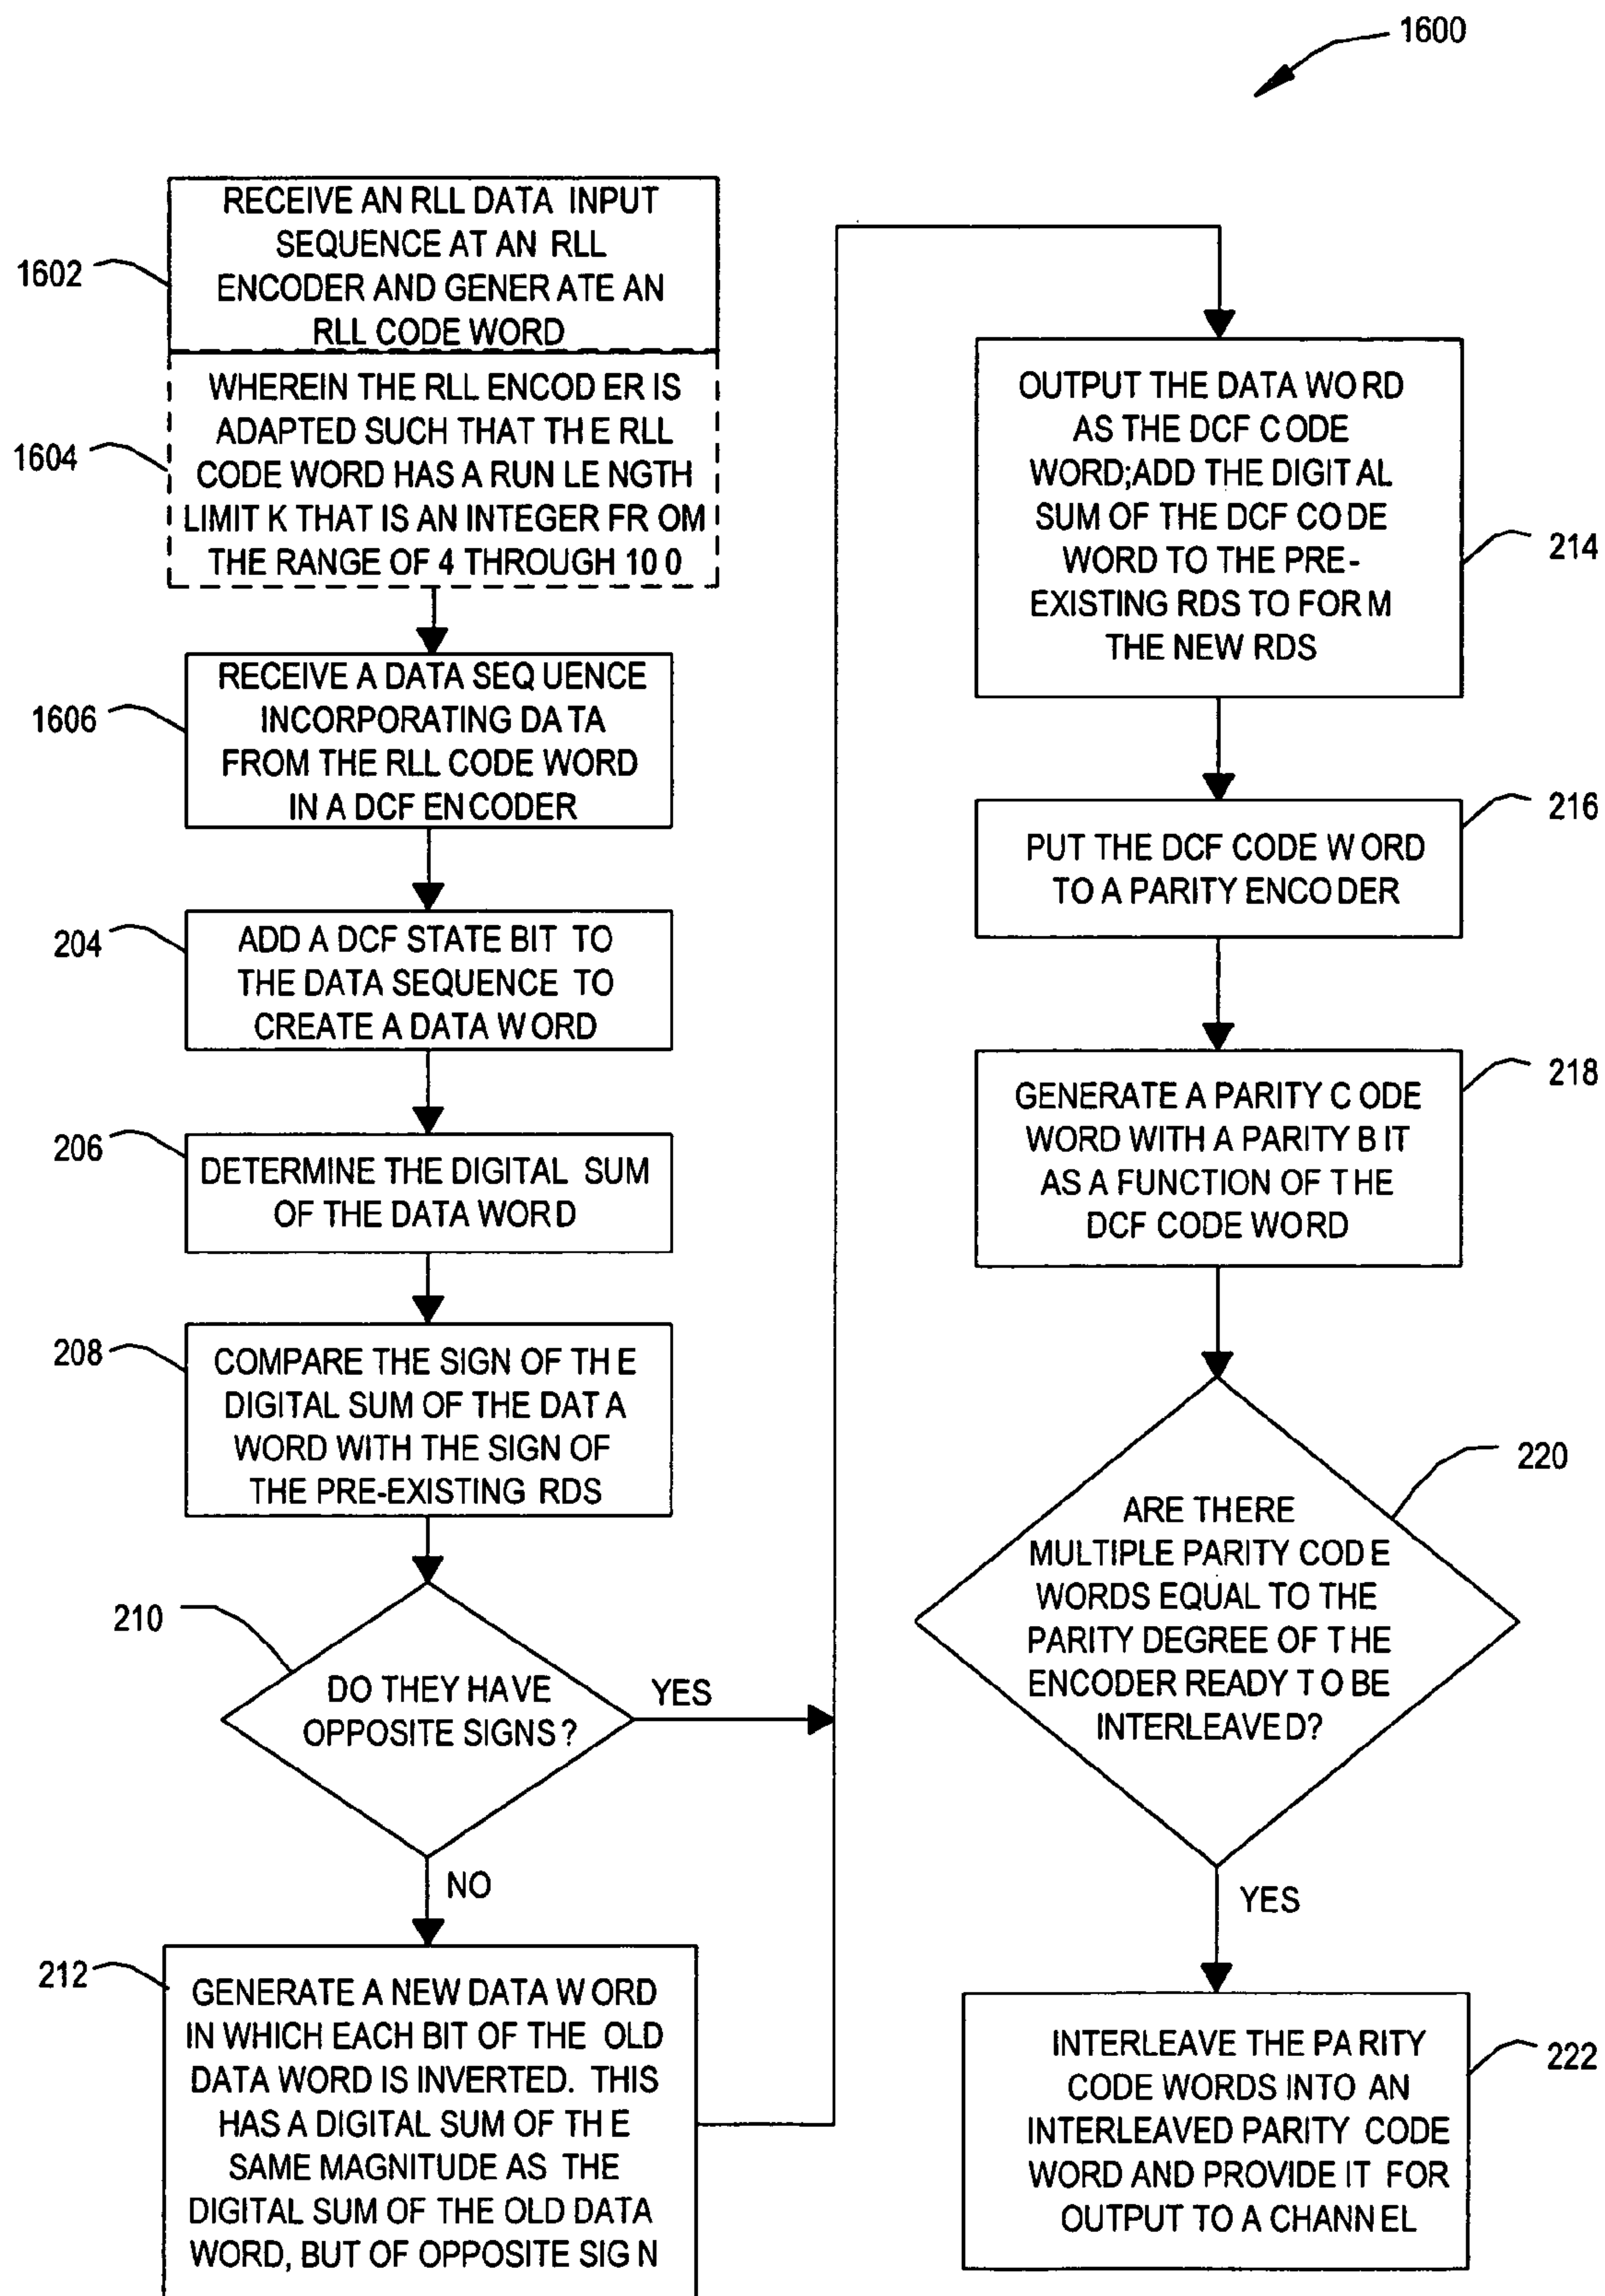 1600
RECEIVE AN RLL DATA INPUT
SEQUENCE AT AN RLL
ENCODER AND GENERATE AN
RLL CODE WORD
1602
WHEREIN THE RLL ENCODER IS
ADAPTED SUCH THAT THE RLL
CODE WORD HAS A RUN LENGTH
LIMIT K THAT IS AN INTEGER FROM
THE RANGE OF 4 THROUGH 100
1604
RECEIVE A DATA SEQUENCE
INCORPORATING DATA
FROM THE RLL CODE WORD
IN A DCF ENCODER
1606
ADD A DCF STATE BIT TO
THE DATA SEQUENCE TO
CREATE A DATA WORD
204
DETERMINE THE DIGITAL SUM
OF THE DATA WORD
206
COMPARE THE SIGN OF THE
DIGITAL SUM OF THE DATA
WORD WITH THE SIGN OF
THE PRE-EXISTING RDS
208
DO THEY HAVE
OPPOSITE SIGNS?
210
YES
NO
GENERATE A NEW DATA WORD
IN WHICH EACH BIT OF THE OLD
DATA WORD IS INVERTED. THIS
HAS A DIGITAL SUM OF THE
SAME MAGNITUDE AS THE
DIGITAL SUM OF THE OLD DATA
WORD, BUT OF OPPOSITE SIGN
212
OUTPUT THE DATA WORD
AS THE DCF CODE
WORD;ADD THE DIGITAL
SUM OF THE DCF CODE
WORD TO THE PRE-
EXISTING RDS TO FORM
THE NEW RDS
214
PUT THE DCF CODE WORD
TO A PARITY ENCODER
216
GENERATE A PARITY CODE
WORD WITH A PARITY BIT
AS A FUNCTION OF THE
DCF CODE WORD
218
ARE THERE
MULTIPLE PARITY CODE
WORDS EQUAL TO THE
PARITY DEGREE OF THE
ENCODER READY TO BE
INTERLEAVED?
220
YES
INTERLEAVE THE PARITY
CODE WORDS INTO AN
INTERLEAVED PARITY CODE
WORD AND PROVIDE IT FOR
OUTPUT TO A CHANNEL
222